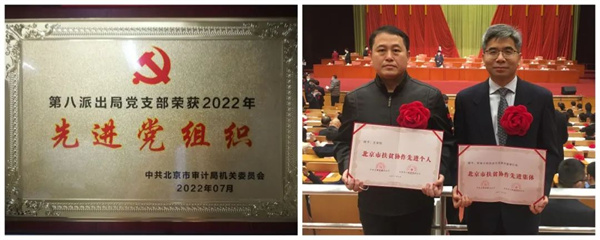 第八派出局党支部荣获2022年
先进党组织
中共北京市审计局机关委员会
2022年07月
北京市扶贫协作先进个人
北京市扶贫协作先进集体